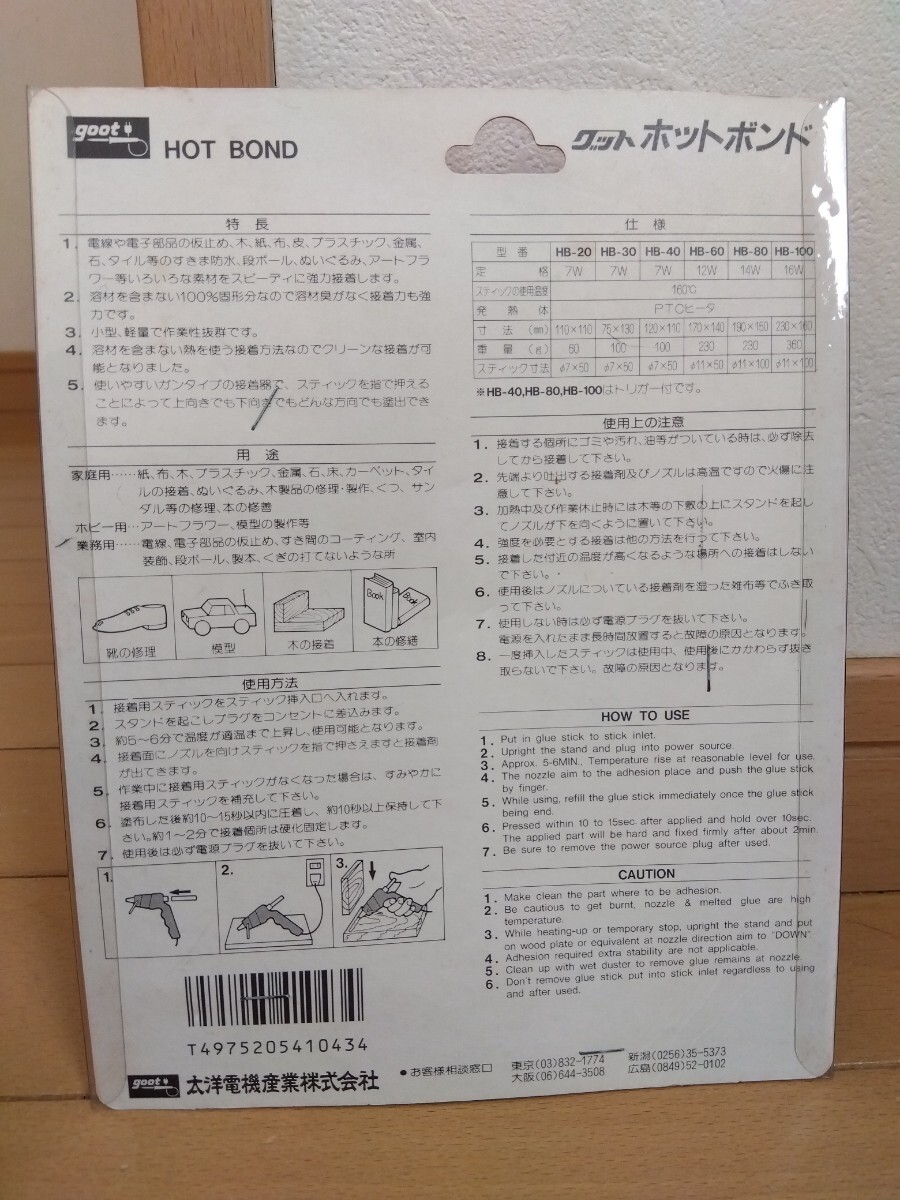 goot
HOT BOND
グット ホットボンド
特長
1. 電線や電子部品の仮止め、木、紙、布、皮、プラスチック、金属、
石、タイル等のすきま防水、段ボール、ぬいぐるみ、アートフラ
ワー等いろいろな素材をスピーディに強力接着します。
2. 溶材を含まない100%固形分なので溶材臭がなく接着力も強
力です。
3. 小型、軽量で作業性抜群です。
4. 溶材を含まない熱を使う接着方法なのでクリーンな接着が可
能となりました。
5. 使いやすいガンタイプの接着器で、スティックを指で押える
ことによって上向きでも下向きでもどんな方向でも塗出でき
ます。
用途
家庭用……紙、布、木、プラスチック、金属、石、床、カーペット、タイ
ルの接着、ぬいぐるみ、木製品の修理・製作、くつ、サン
ダル等の修理、本の修善
ホビー用…アートフラワー、模型の製作等
業務用……電線、電子部品の仮止め、すき間のコーティング、室内
装飾、段ボール、製本、くぎの打てないような所
Book
Book
靴の修理
模型
木の接着
本の修繕
使用方法
1. 接着用スティックをスティック挿入口へ入れます。
2. スタンドを起こしプラグをコンセントに差込みます。
3. 約5〜6分で温度が適温まで上昇し、使用可能となります。
4. 接着面にノズルを向けスティックを指で押さえますと接着剤
が出てきます。
5. 作業中に接着用スティックがなくなった場合は、すみやかに
接着用スティックを補充して下さい。
6. 塗布した後約10〜15秒以内に圧着し、約10秒以上保持して下
さい。約1〜2分で接着個所は硬化固定します。
7. 使用後は必ず電源プラグを抜いて下さい。
1.
2.
3.
T4975205410434
goot
太洋電機産業株式会社
仕様
型番 HB-20 HB-30 HB-40 HB-60 HB-80 HB-100
定格 7W 7W 7W 12W 14W 16W
スティックの使用温度 160℃
発熱体 PTCヒータ
寸法(mm) 110×110 75×130 120×110 170×140 190×150 230×160
重量(g) 60 100 100 230 230 360
スティック寸法 φ7×50 φ7×50 φ7×50 φ11×50 φ11×100 φ11×100
※HB-40,HB-80,HB-100はトリガー付です。
使用上の注意
1. 接着する個所にゴミや汚れ、油等がついている時は、必ず除去
してから接着して下さい。
2. 先端より吐出する接着剤及びノズルは高温ですので火傷に注
意して下さい。
3. 加熱中及び作業休止時には木等の下敷の上にスタンドを起し
てノズルが下を向くように置いて下さい。
4. 強度を必要とする接着は他の方法を行って下さい。
5. 接着した付近の温度が高くなるような場所への接着はしない
で下さい。
6. 使用後はノズルについている接着剤を湿った雑布等でふき取
って下さい。
7. 使用しない時は必ず電源プラグを抜いて下さい。
電源を入れたまま長時間放置すると故障の原因となります。
8. 一度挿入したスティックは使用中、使用後にかかわらず抜き
取らないで下さい。故障の原因となります。
HOW TO USE
1. Put in glue stick to stick inlet.
2. Upright the stand and plug into power source.
3. Approx. 5-6MIN., Temperature rise at reasonable level for use.
4. The nozzle aim to the adhesion place and push the glue stick
by finger.
5. While using, refill the glue stick immediately once the glue stick
being end.
6. Pressed within 10 to 15sec. after applied and hold over 10sec.
The applied part will be hard and fixed firmly after about 2min.
7. Be sure to remove the power source plug after used.
CAUTION
1. Make clean the part where to be adhesion.
2. Be cautious to get burnt, nozzle & melted glue are high
temperature.
3. While heating-up or temporary stop, upright the stand and put
on wood plate or equivalent at nozzle direction aim to "DOWN"
4. Adhesion required extra stability are not applicable.
5. Clean up with wet duster to remove glue remains at nozzle.
6. Don't remove glue stick put into stick inlet regardless to using
and after used.
●お客様相談窓口
東京(03)832-1774 新潟(0256)35-5373
大阪(06)644-3508 広島(0849)52-0102